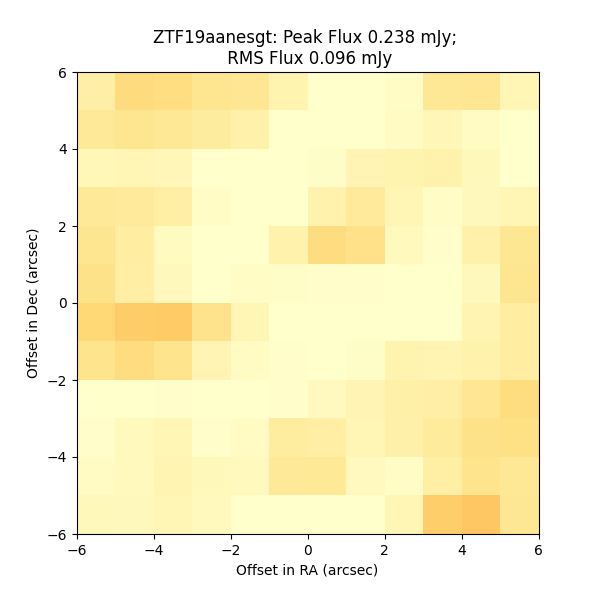 ZTF19aanesgt: Peak Flux 0.238 mJy;
RMS Flux 0.096 mJy
6
4
2
0
−2
−4
−6
Offset in Dec (arcsec)
−6 −4 −2 0 2 4 6
Offset in RA (arcsec)